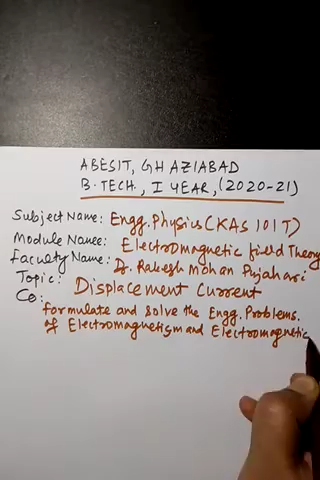 ABESIT, GHAZIABAD
B.TECH., I YEAR, (2020-21)
Subject Name: Engg. Physics (KAS 101T)
Module Name: Electromagnetic field Theory
Faculty Name: Dr. Rakesh Mohan Pujahari
Topic: Displacement Current
Co:
formulate and solve the Engg. Problems.
of Electromagnetism and Electromagnetic